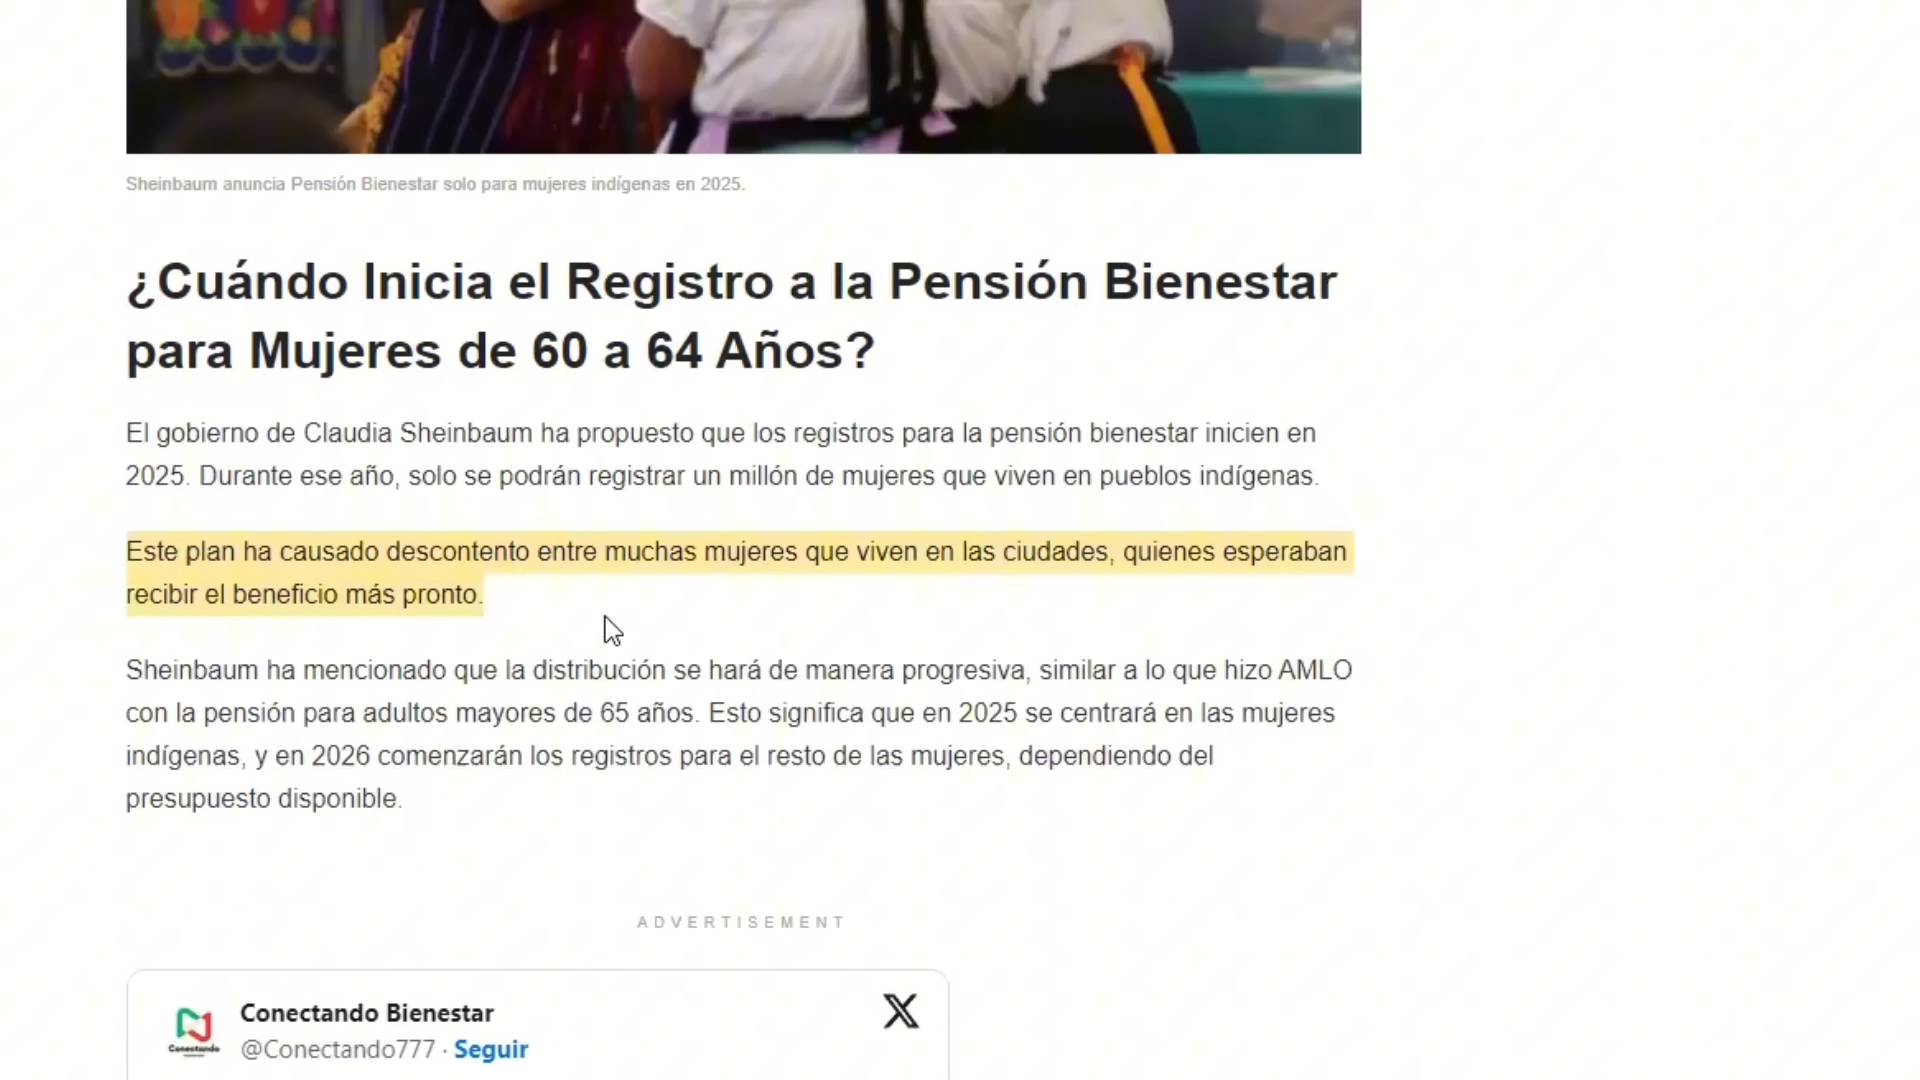 Sheinbaum anuncia Pensión Bienestar solo para mujeres indígenas en 2025.
¿Cuándo Inicia el Registro a la Pensión Bienestar
para Mujeres de 60 a 64 Años?
El gobierno de Claudia Sheinbaum ha propuesto que los registros para la pensión bienestar inicien en
2025. Durante ese año, solo se podrán registrar un millón de mujeres que viven en pueblos indígenas.
Este plan ha causado descontento entre muchas mujeres que viven en las ciudades, quienes esperaban
recibir el beneficio más pronto.
Sheinbaum ha mencionado que la distribución se hará de manera progresiva, similar a lo que hizo AMLO
con la pensión para adultos mayores de 65 años. Esto significa que en 2025 se centrará en las mujeres
indígenas, y en 2026 comenzarán los registros para el resto de las mujeres, dependiendo del
presupuesto disponible.
ADVERTISEMENT
Conectando Bienestar
@Conectando777 · Seguir
Conectando